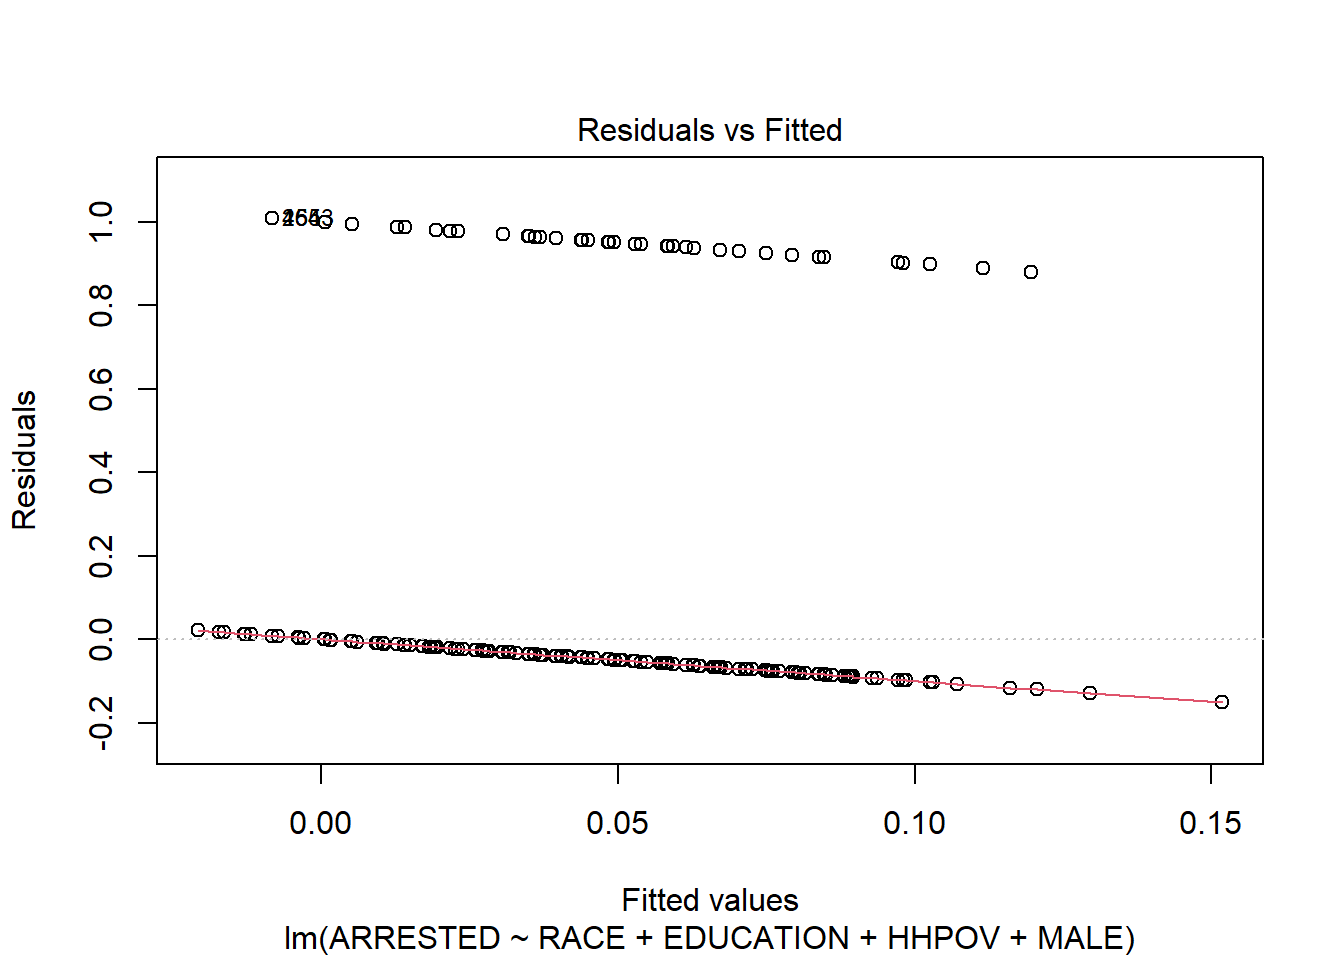 Residuals vs Fitted
Residuals
1.0
0.8
0.6
0.4
0.2
0.0
-0.2
0.00 0.05 0.10 0.15
Fitted values
lm(ARRESTED ~ RACE + EDUCATION + HHPOV + MALE)